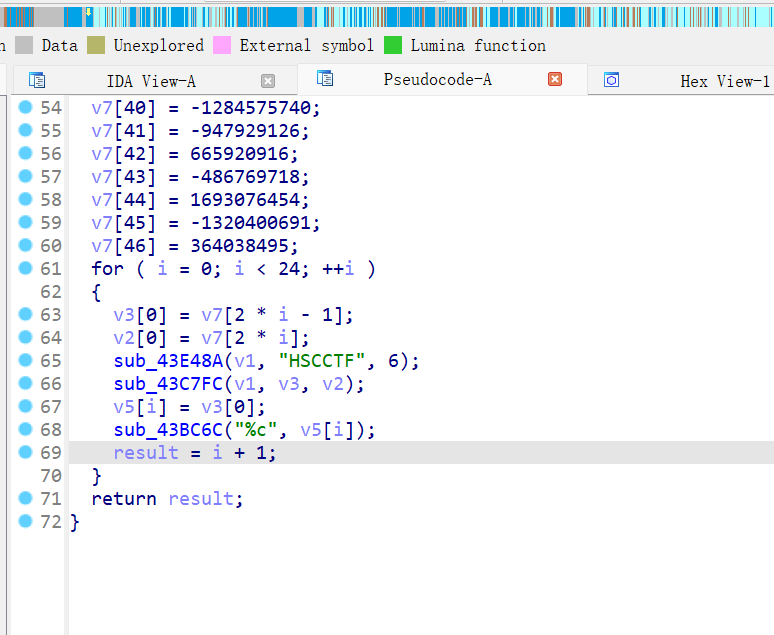 Data Unexplored External symbol Lumina function
IDA View-A Pseudocode-A Hex View-1
54 v7[40] = -1284575740;
55 v7[41] = -947929126;
56 v7[42] = 665920916;
57 v7[43] = -486769718;
58 v7[44] = 1693076454;
59 v7[45] = -1320400691;
60 v7[46] = 364038495;
61 for ( i = 0; i < 24; ++i )
62 {
63 v3[0] = v7[2 * i - 1];
64 v2[0] = v7[2 * i];
65 sub_43E48A(v1, "HSCCTF", 6);
66 sub_43C7FC(v1, v3, v2);
67 v5[i] = v3[0];
68 sub_43BC6C("%c", v5[i]);
69 result = i + 1;
70 }
71 return result;
72 }